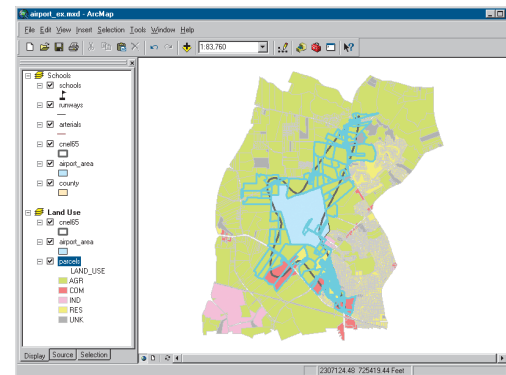 airport_ex.mxd - ArcMap
File Edit View Insert Selection Tools Window Help
1:83,760
Schools
schools
runways
arterials
cnel65
airport_area
county
Land Use
cnel65
airport_area
parcels
LAND_USE
AGR
COM
IND
RES
UNK
Display Source Selection
2307124.48 725419.44 Feet